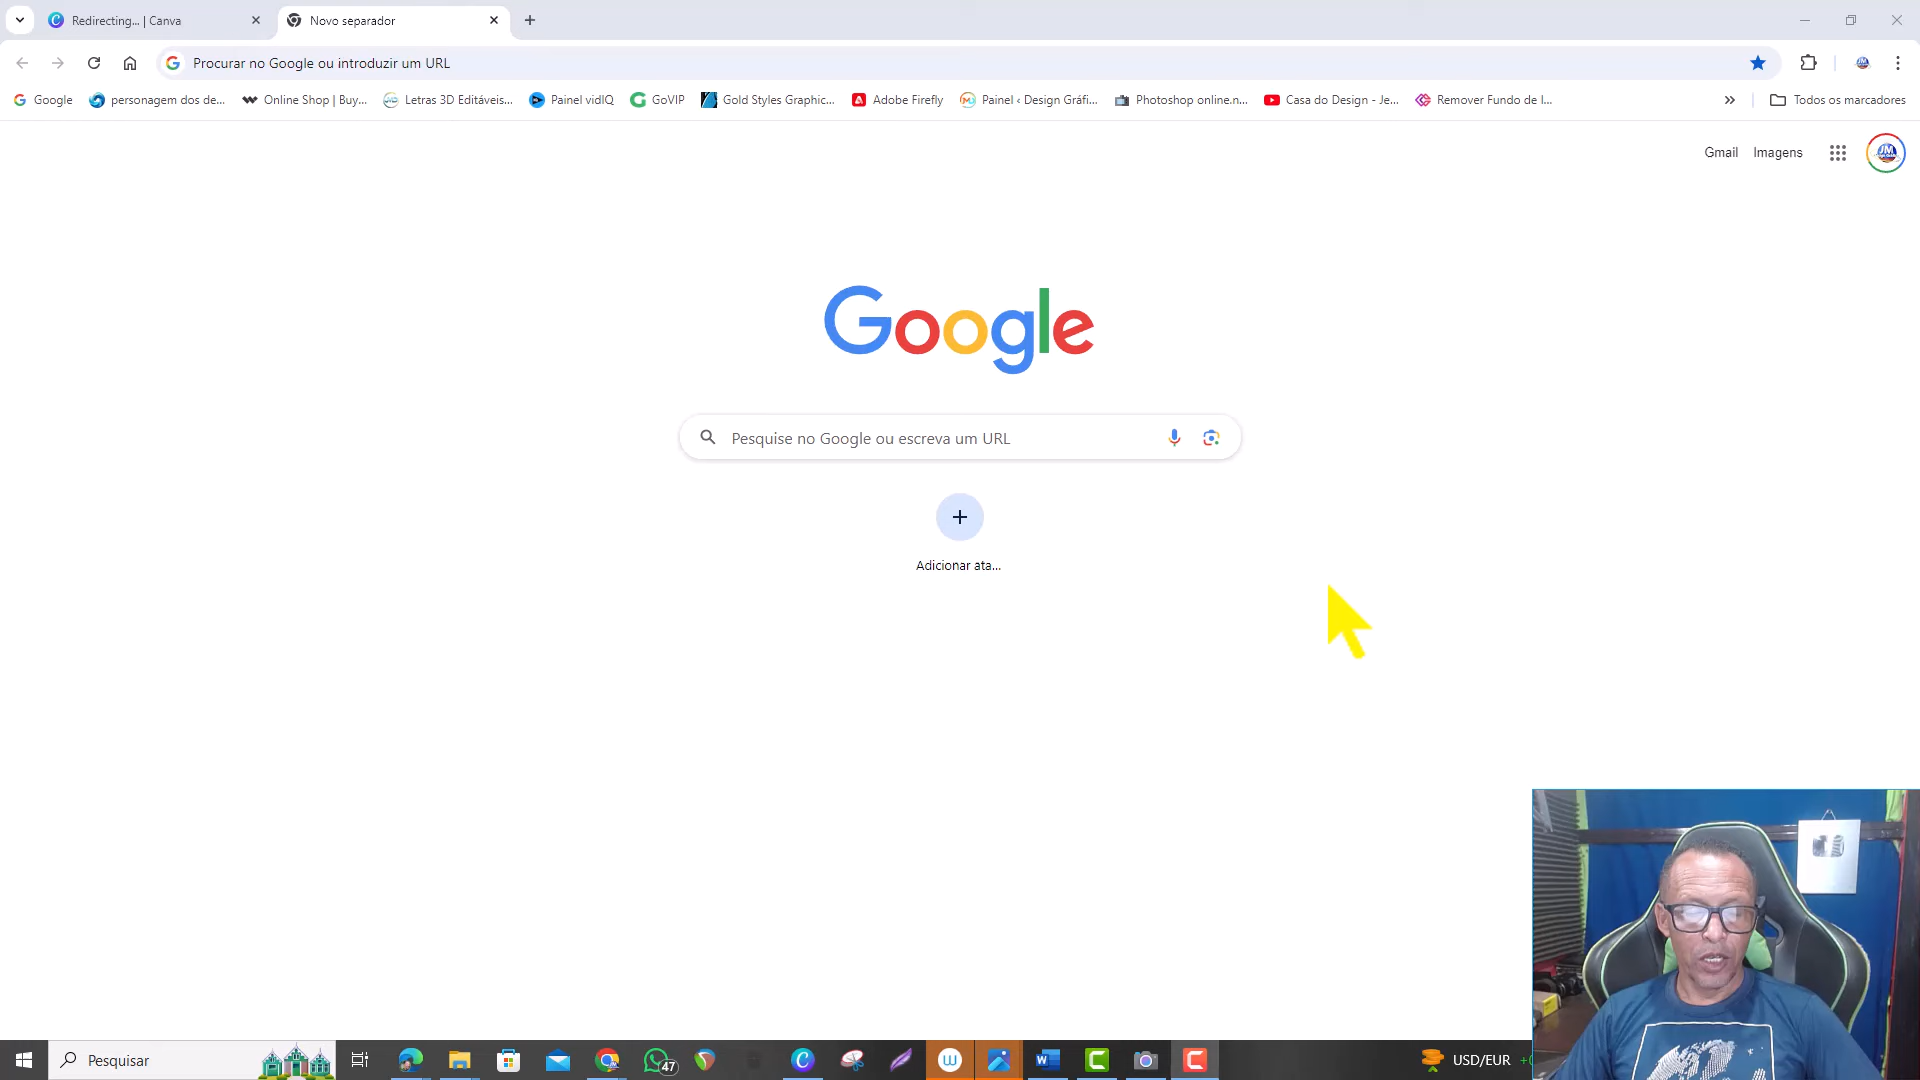 Redirecting... | Canva
Novo separador
Procurar no Google ou introduzir um URL
Google
personagem dos de...
Online Shop | Buy...
Letras 3D Editáveis...
Painel vidIQ
GoVIP
Gold Styles Graphic...
Adobe Firefly
Painel ‹ Design Gráfi...
Photoshop online.n...
Casa do Design - Je...
Remover Fundo de I...
Todos os marcadores
Gmail
Imagens
JM
Google
Pesquise no Google ou escreva um URL
Adicionar ata...
Pesquisar
47
USD/EUR